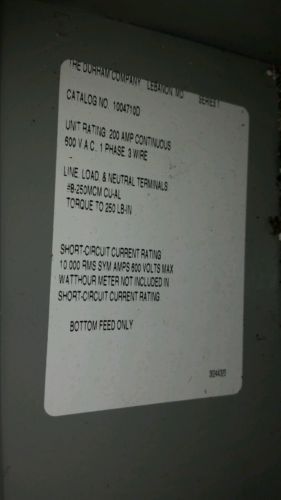 THE DURHAM COMPANY, LEBANON, MO. SERIES 1
CATALOG NO. 1004710D
UNIT RATING: 200 AMP CONTINUOUS
600 V A.C. 1 PHASE 3 WIRE
LINE, LOAD, & NEUTRAL TERMINALS
#6-250MCM CU-AL
TORQUE TO 250 LB-IN
SHORT-CIRCUIT CURRENT RATING
10,000 RMS SYM AMPS 600 VOLTS MAX
WATTHOUR METER NOT INCLUDED IN
SHORT-CIRCUIT CURRENT RATING
BOTTOM FEED ONLY